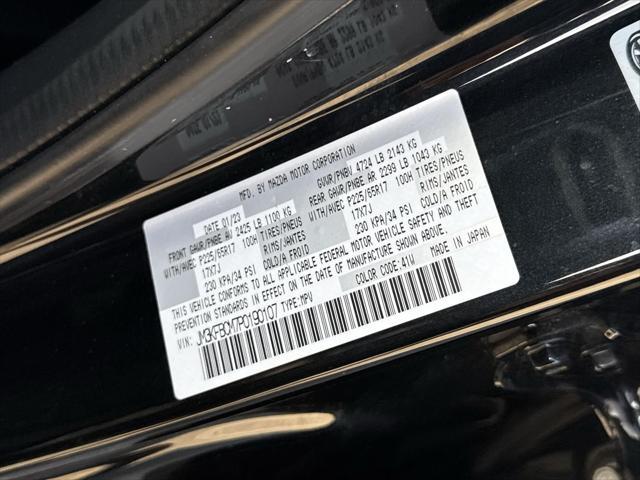 MFD. BY MAZDA MOTOR CORPORATION
DATE 01/23 GVWR/PNBV 4724 LB 2143 KG
FRONT GAWR/PNBE AV 2425 LB 1100 KG REAR GAWR/PNBE AR 2299 LB 1043 KG
WITH/AVEC P225/65R17 100H TIRES/PNEUS WITH/AVEC P225/65R17 100H TIRES/PNEUS
17X7J RIMS/JANTES 17X7J RIMS/JANTES
230 KPA/34 PSI COLD/A FROID 230 KPA/34 PSI COLD/A FROID
THIS VEHICLE CONFORMS TO ALL APPLICABLE FEDERAL MOTOR VEHICLE SAFETY AND THEFT
PREVENTION STANDARDS IN EFFECT ON THE DATE OF MANUFACTURE SHOWN ABOVE.
VIN: JM3KFBCM7P0190107 TYPE:MPV COLOR CODE:41W MADE IN JAPAN